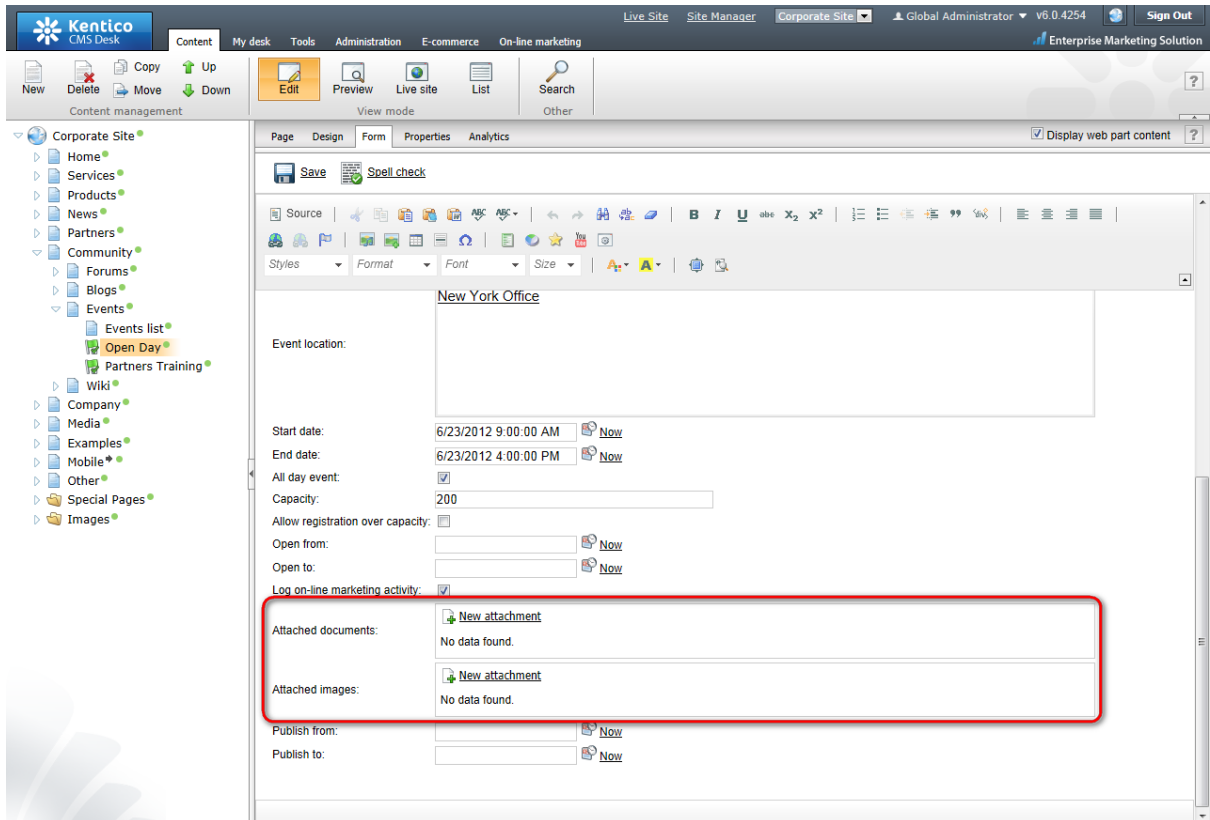 Kentico
CMS Desk
Live Site Site Manager Corporate Site Global Administrator v6.0.4254 Sign Out
Content My desk Tools Administration E-commerce On-line marketing
Enterprise Marketing Solution
New Delete Copy Move Up Down
Content management
Edit Preview Live site List
View mode
Search
Other
?
Corporate Site
Home
Services
Products
News
Partners
Community
Forums
Blogs
Events
Events list
Open Day
Partners Training
Wiki
Company
Media
Examples
Mobile
Other
Special Pages
Images
Page Design Form Properties Analytics
Display web part content ?
Save Spell check
Source ABC ABC B I U abc X₂ X²
You
Styles Format Font Size A A
New York Office
Event location:
Start date: 6/23/2012 9:00:00 AM Now
End date: 6/23/2012 4:00:00 PM Now
All day event:
Capacity: 200
Allow registration over capacity:
Open from: Now
Open to: Now
Log on-line marketing activity:
Attached documents: New attachment
No data found.
Attached images: New attachment
No data found.
Publish from: Now
Publish to: Now